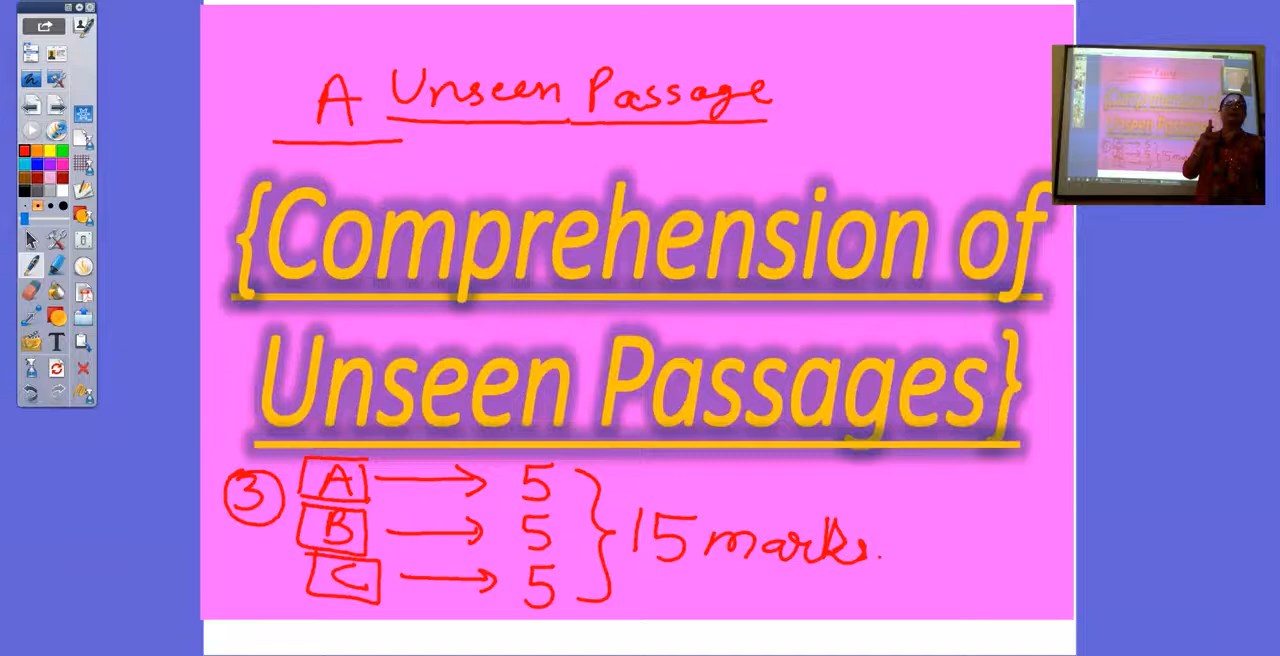 A Unseen Passage
{Comprehension of
Unseen Passages}
3 A → 5
B → 5
C → 5
} 15 marks.